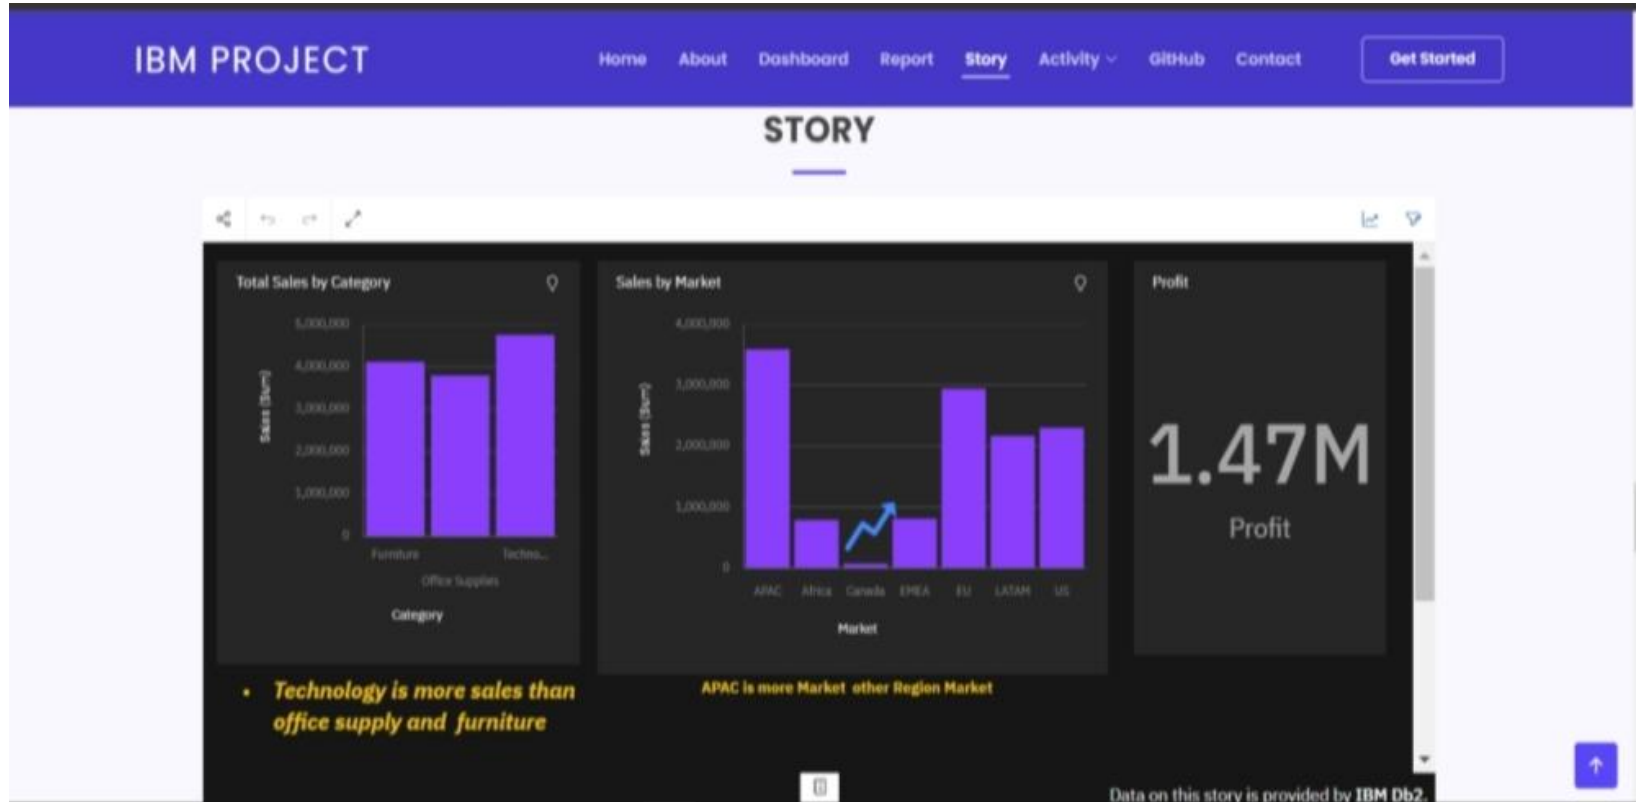 IBM PROJECT
Home About Dashboard Report Story Activity GitHub Contact Get Started
STORY
Total Sales by Category
5,000,000
4,000,000
3,000,000
2,000,000
1,000,000
0
Sales (Sum)
Furniture Techno...
Office Supplies
Category
Sales by Market
4,000,000
3,000,000
2,000,000
1,000,000
0
Sales (Sum)
APAC Africa Canada EMEA EU LATAM US
Market
Profit
1.47M
Profit
• Technology is more sales than
office supply and furniture
APAC is more Market other Region Market
Data on this story is provided by IBM Db2.